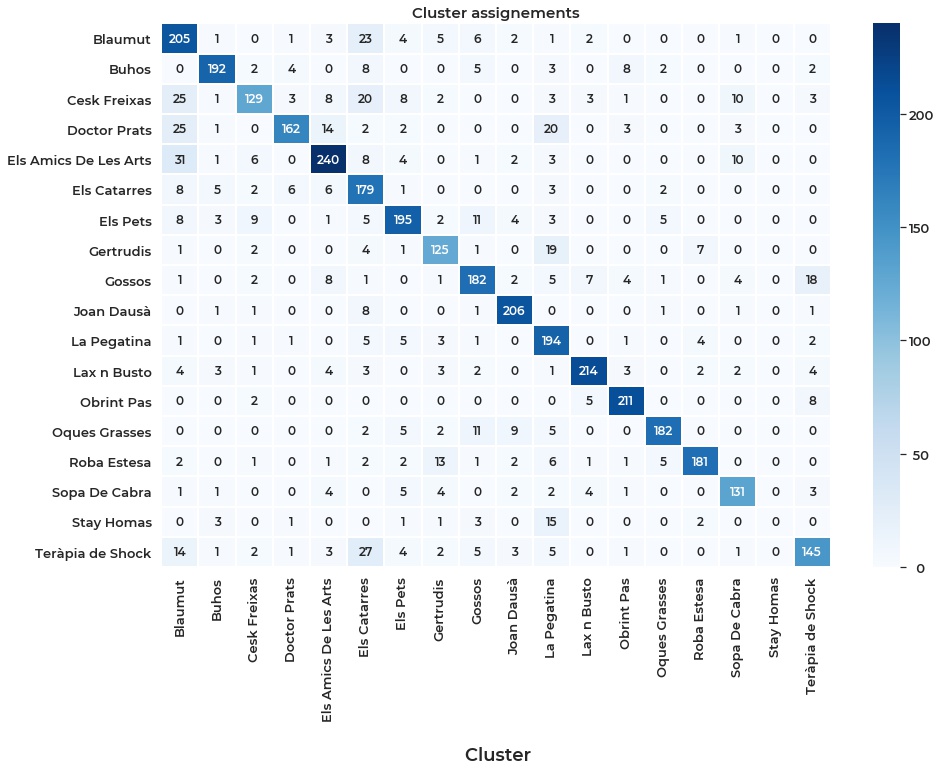 Cluster assignements
Blaumut 205 1 0 1 3 23 4 5 6 2 1 2 0 0 0 1 0 0
Buhos 0 192 2 4 0 8 0 0 5 0 3 0 8 2 0 0 0 2
Cesk Freixas 25 1 129 3 8 20 8 2 0 0 3 3 1 0 0 10 0 3
Doctor Prats 25 1 0 162 14 2 2 0 0 0 20 0 3 0 0 3 0 0
Els Amics De Les Arts 31 1 6 0 240 8 4 0 1 2 3 0 0 0 0 10 0 0
Els Catarres 8 5 2 6 6 179 1 0 0 0 3 0 0 2 0 0 0 0
Els Pets 8 3 9 0 1 5 195 2 11 4 3 0 0 5 0 0 0 0
Gertrudis 1 0 2 0 0 4 1 125 1 0 19 0 0 0 7 0 0 0
Gossos 1 0 2 0 8 1 0 1 182 2 5 7 4 1 0 4 0 18
Joan Dausà 0 1 1 0 0 8 0 0 1 206 0 0 0 1 0 1 0 1
La Pegatina 1 0 1 1 0 5 5 3 1 0 194 0 1 0 4 0 0 2
Lax n Busto 4 3 1 0 4 3 0 3 2 0 1 214 3 0 2 2 0 4
Obrint Pas 0 0 2 0 0 0 0 0 0 0 0 5 211 0 0 0 0 8
Oques Grasses 0 0 0 0 0 2 5 2 11 9 5 0 0 182 0 0 0 0
Roba Estesa 2 0 1 0 1 2 2 13 1 2 6 1 1 5 181 0 0 0
Sopa De Cabra 1 1 0 0 4 0 5 4 0 2 2 4 1 0 0 131 0 3
Stay Homas 0 3 0 1 0 0 1 1 3 0 15 0 0 0 2 0 0 0
Teràpia de Shock 14 1 2 1 3 27 4 2 5 3 5 0 1 0 0 1 0 145
200
150
100
50
0
Blaumut
Buhos
Cesk Freixas
Doctor Prats
Els Amics De Les Arts
Els Catarres
Els Pets
Gertrudis
Gossos
Joan Dausà
La Pegatina
Lax n Busto
Obrint Pas
Oques Grasses
Roba Estesa
Sopa De Cabra
Stay Homas
Teràpia de Shock
Cluster